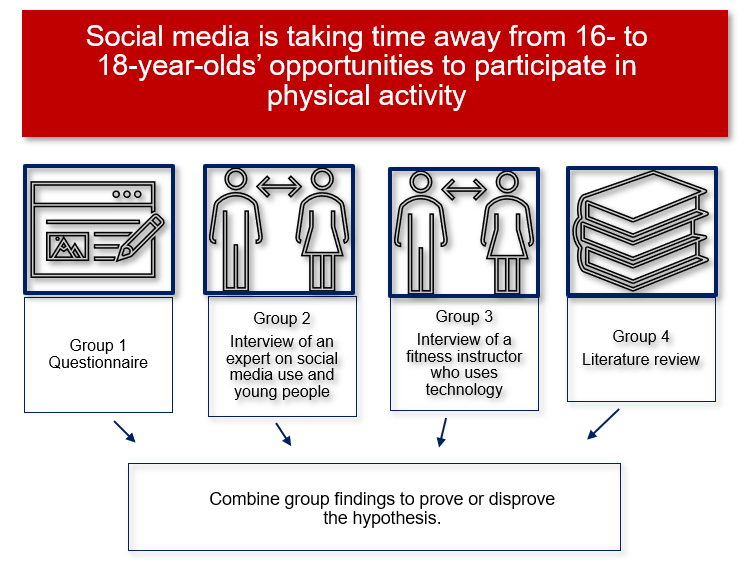 Social media is taking time away from 16- to
18-year-olds’ opportunities to participate in
physical activity
Group 1
Questionnaire
Group 2
Interview of an
expert on social
media use and
young people
Group 3
Interview of a
fitness instructor
who uses
technology
Group 4
Literature review
Combine group findings to prove or disprove
the hypothesis.